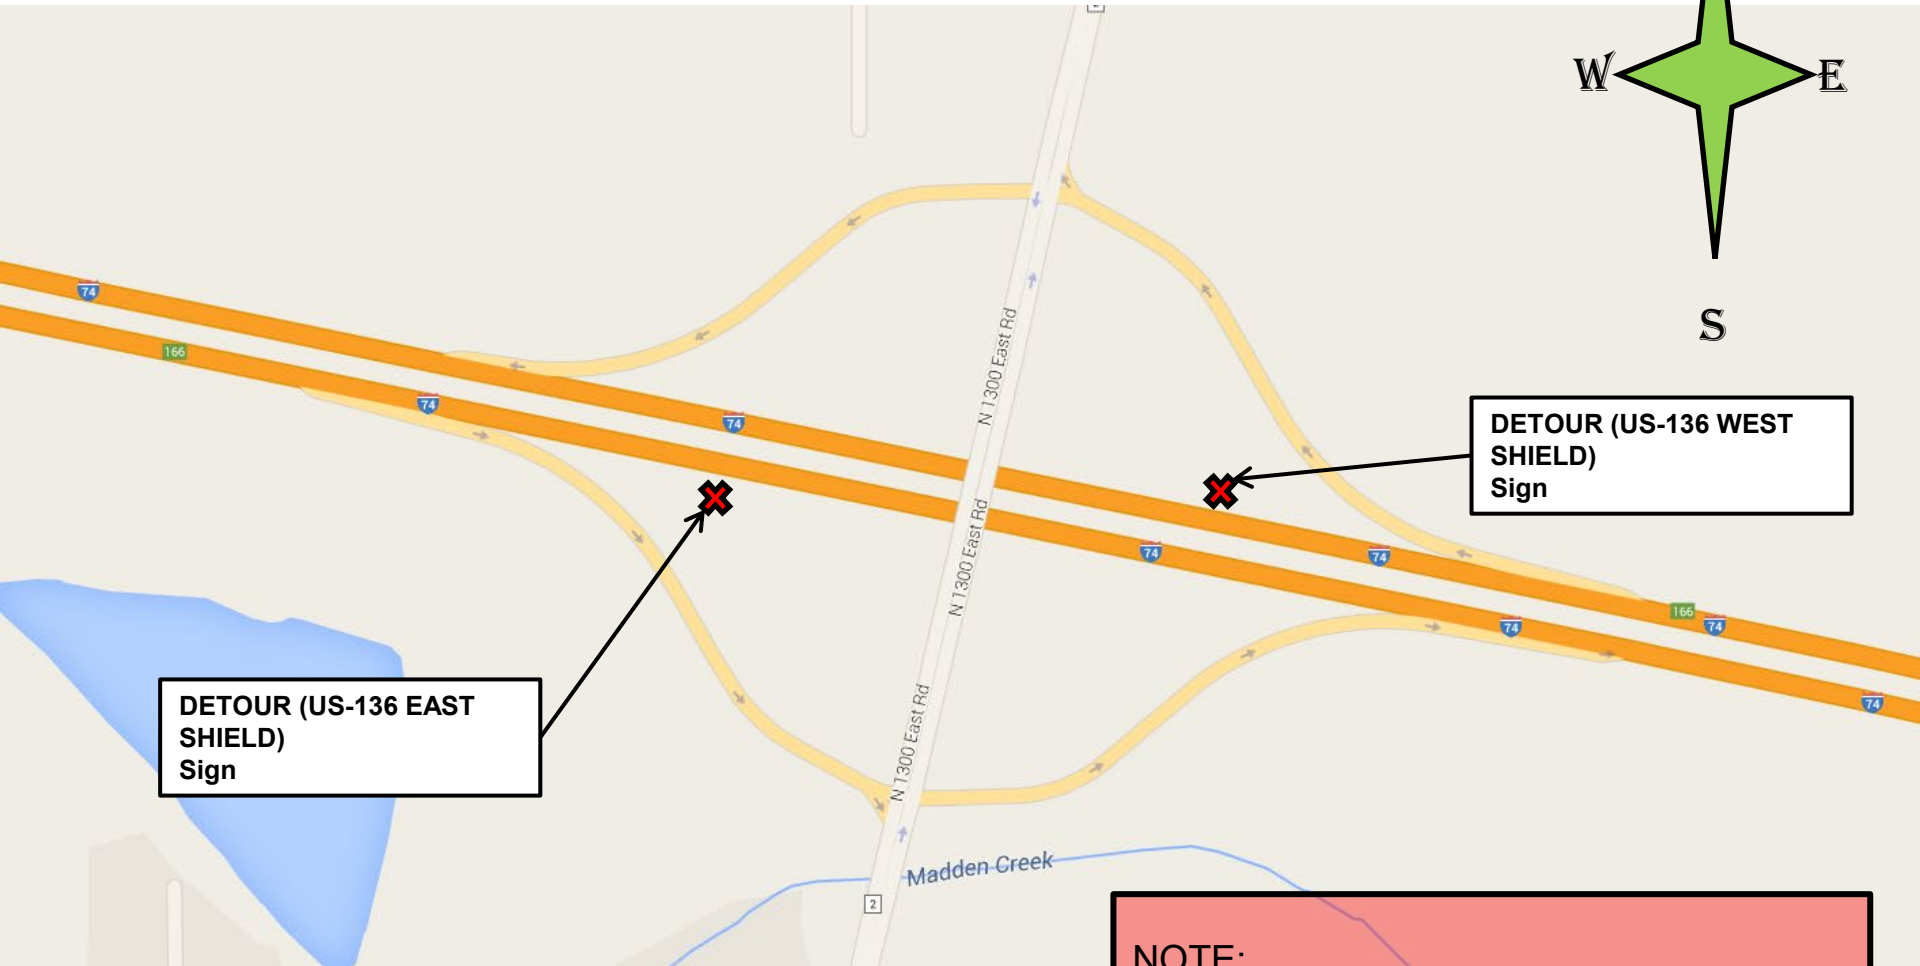 2
W
E
S
74
166
74
74
N 1300 East Rd
DETOUR (US-136 WEST
SHIELD)
Sign
74
74
N 1300 East Rd
166
74
74
74
DETOUR (US-136 EAST
SHIELD)
Sign
N 1300 East Rd
Madden Creek
2
NOTE: